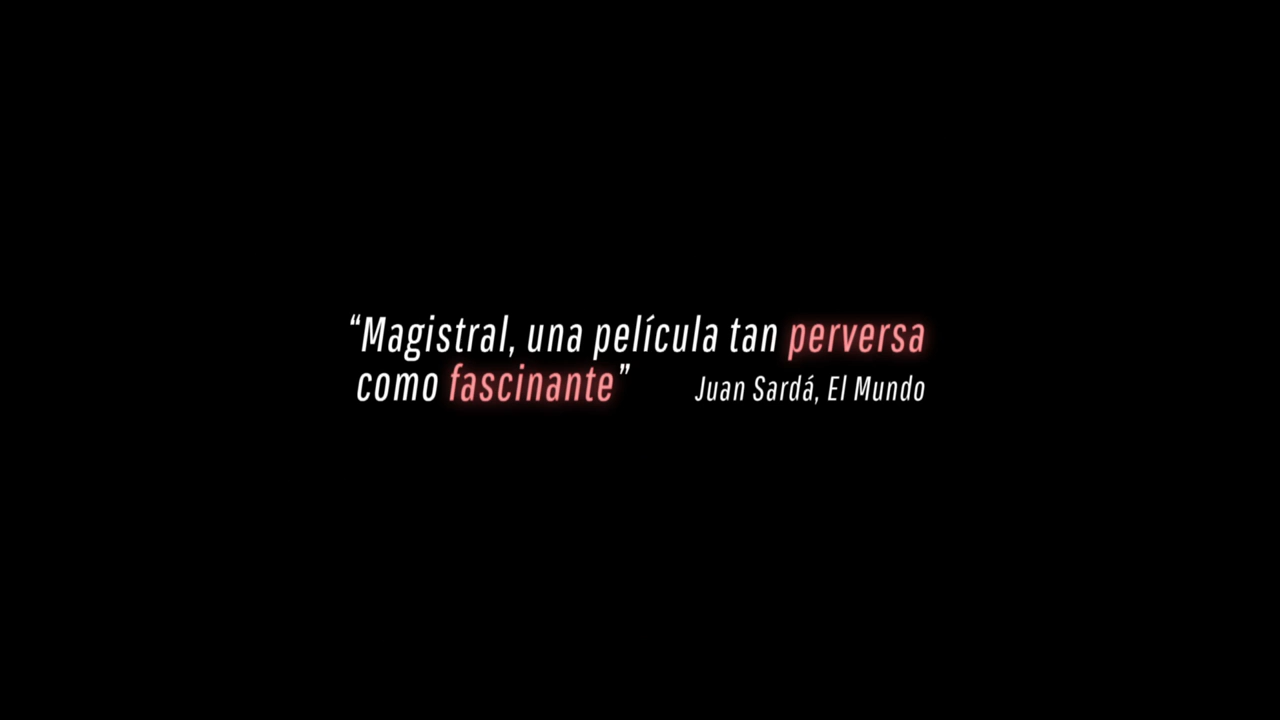 “Magistral, una película tan perversa
como fascinante”
Juan Sardá, El Mundo